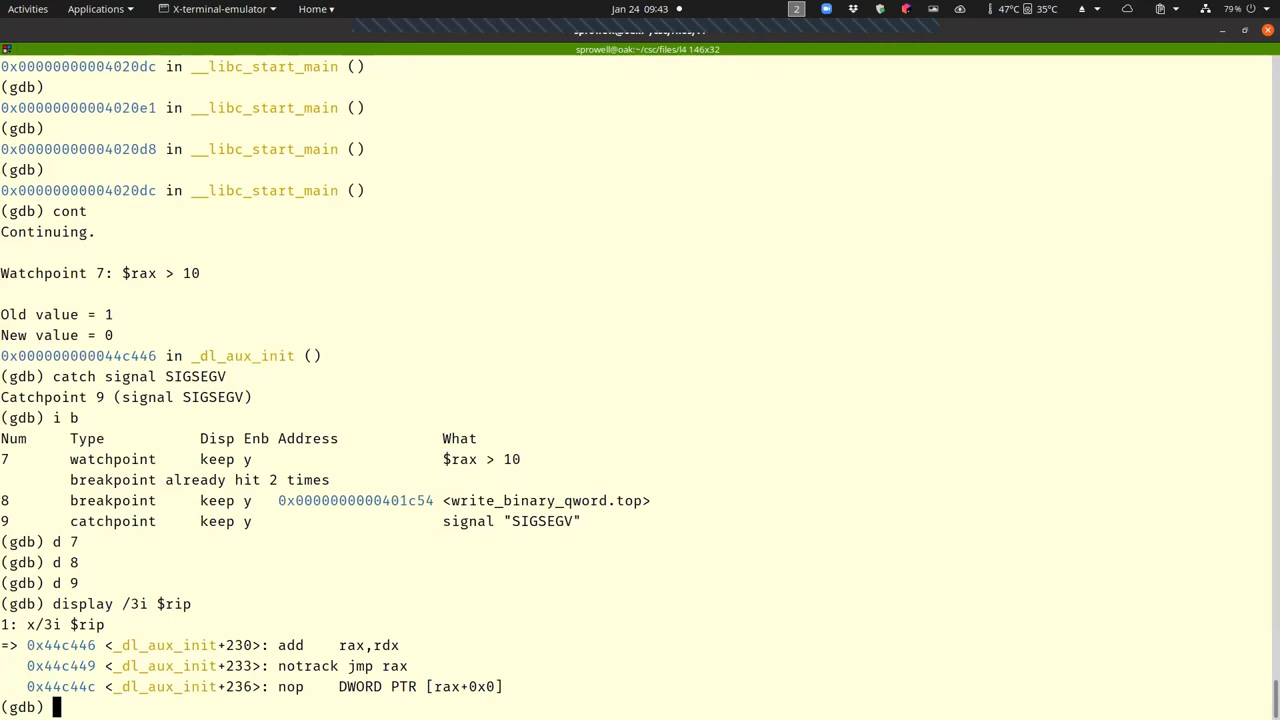 Activities Applications X-terminal-emulator Home Jan 24 09:43 2 47°C 35°C 79%
sprowell@oak:~/csc/files/l4 146x32
0x00000000004020dc in __libc_start_main ()
(gdb)
0x00000000004020e1 in __libc_start_main ()
(gdb)
0x00000000004020d8 in __libc_start_main ()
(gdb)
0x00000000004020dc in __libc_start_main ()
(gdb) cont
Continuing.
Watchpoint 7: $rax > 10
Old value = 1
New value = 0
0x000000000044c446 in _dl_aux_init ()
(gdb) catch signal SIGSEGV
Catchpoint 9 (signal SIGSEGV)
(gdb) i b
Num Type Disp Enb Address What
7 watchpoint keep y $rax > 10
breakpoint already hit 2 times
8 breakpoint keep y 0x0000000000401c54 <write_binary_qword.top>
9 catchpoint keep y signal "SIGSEGV"
(gdb) d 7
(gdb) d 8
(gdb) d 9
(gdb) display /3i $rip
1: x/3i $rip
=> 0x44c446 <_dl_aux_init+230>: add rax,rdx
0x44c449 <_dl_aux_init+233>: notrack jmp rax
0x44c44c <_dl_aux_init+236>: nop DWORD PTR [rax+0x0]
(gdb)